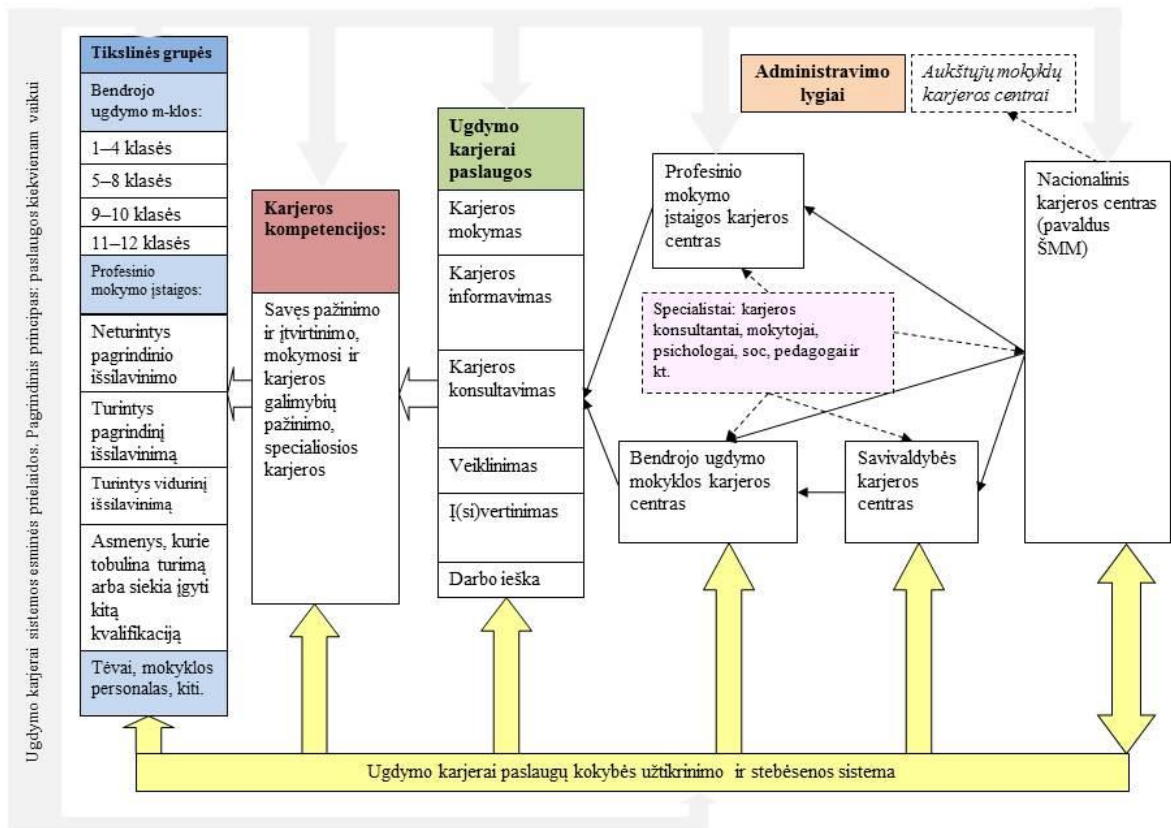 Ugdymo karjerai sistemos esminės prielaidos. Pagrindinis principas: paslaugos kiekvienam vaikui
Tikslinės grupės
Bendrojo
ugdymo m-klos:
1–4 klasės
5–8 klasės
9–10 klasės
11–12 klasės
Profesinio
mokymo įstaigos:
Neturintys
pagrindinio
išsilavinimo
Turintys
pagrindinį
išsilavinimą
Turintys vidurinį
išsilavinimą
Asmenys, kurie
tobulina turimą
arba siekia įgyti
kitą
kvalifikaciją
Tėvai, mokyklos
personalas, kiti.
Karjeros
kompetencijos:
Savęs pažinimo
ir įtvirtinimo,
mokymosi ir
karjeros
galimybių
pažinimo,
specialiosios
karjeros
Ugdymo
karjerai
paslaugos
Karjeros
mokymas
Karjeros
informavimas
Karjeros
konsultavimas
Veiklinimas
Į(si)vertinimas
Darbo ieška
Administravimo
lygiai
Aukštųjų mokyklų
karjeros centrai
Profesinio
mokymo
įstaigos karjeros
centras
Nacionalinis
karjeros centras
(pavaldus
ŠMM)
Specialistai: karjeros
konsultantai, mokytojai,
psichologai, soc, pedagogai ir
kt.
Bendrojo ugdymo
mokyklos karjeros
centras
Savivaldybės
karjeros
centras
Ugdymo karjerai paslaugų kokybės užtikrinimo ir stebėsenos sistema